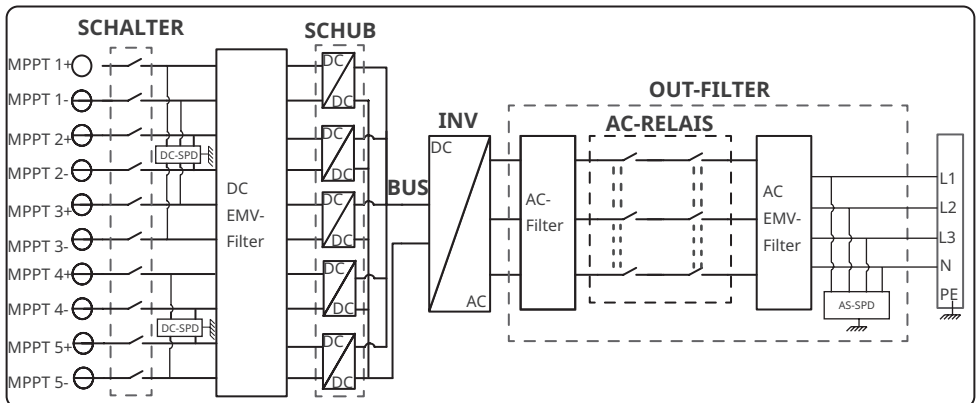 SCHALTER
SCHUB
MPPT 1+
MPPT 1-
MPPT 2+
MPPT 2-
MPPT 3+
MPPT 3-
MPPT 4+
MPPT 4-
MPPT 5+
MPPT 5-
DC-SPD
DC-SPD
DC
EMV-
Filter
DC
DC
DC
DC
DC
DC
DC
DC
DC
DC
BUS
INV
DC
AC
OUT-FILTER
AC-RELAIS
AC-
Filter
AC
EMV-
Filter
AS-SPD
L1
L2
L3
N
PE